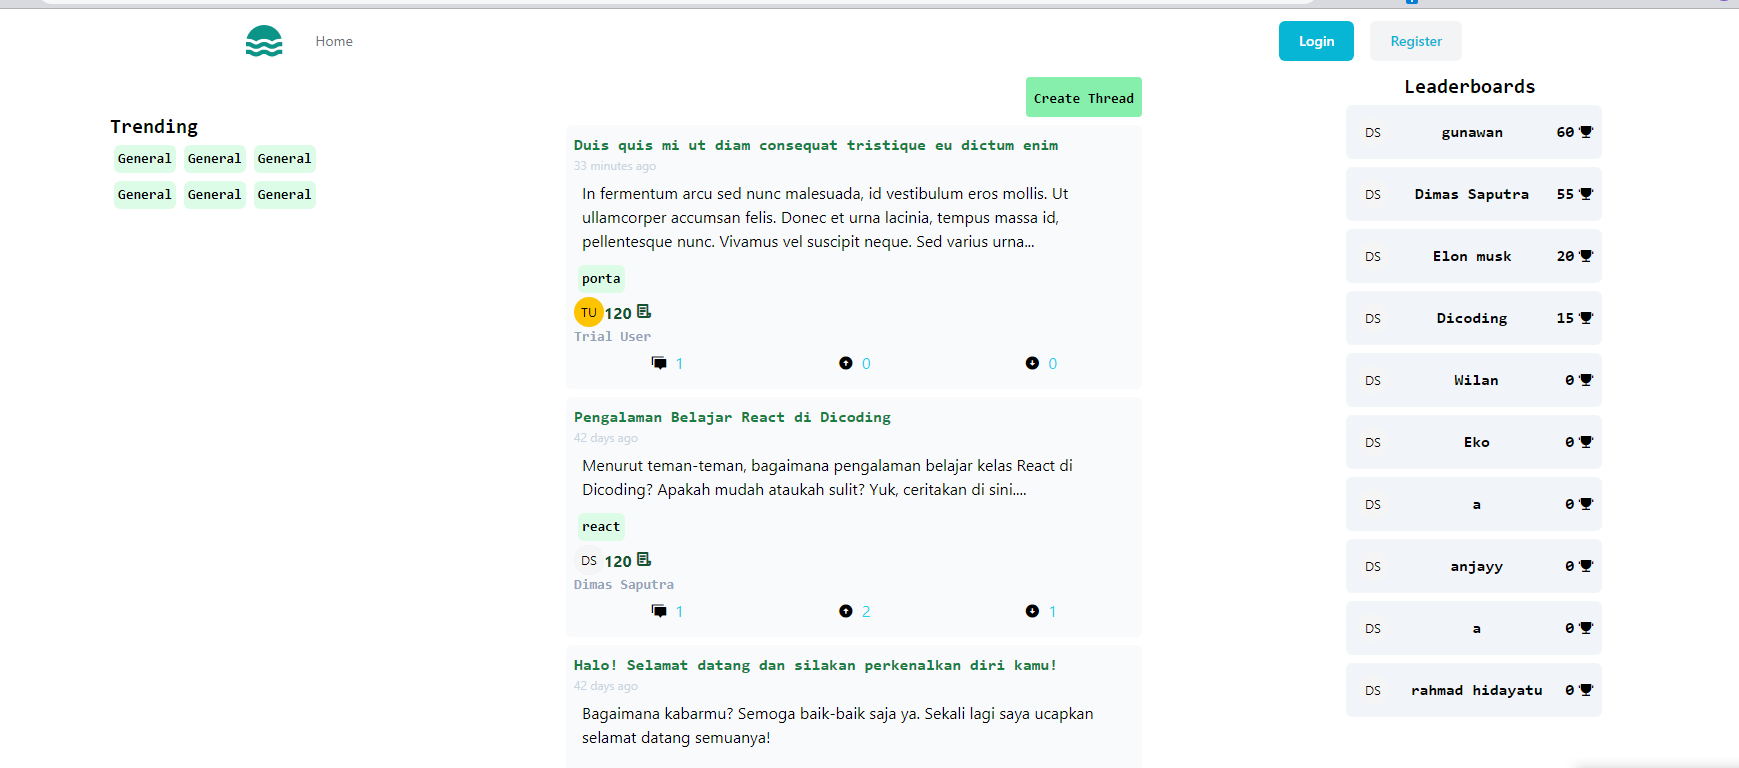 Home
Login
Register
Trending
General General General
General General General
Create Thread
Duis quis mi ut diam consequat tristique eu dictum enim
33 minutes ago
In fermentum arcu sed nunc malesuada, id vestibulum eros mollis. Ut
ullamcorper accumsan felis. Donec et urna lacinia, tempus massa id,
pellentesque nunc. Vivamus vel suscipit neque. Sed varius urna...
porta
TU 120
Trial User
1 0 0
Pengalaman Belajar React di Dicoding
42 days ago
Menurut teman-teman, bagaimana pengalaman belajar kelas React di
Dicoding? Apakah mudah ataukah sulit? Yuk, ceritakan di sini....
react
DS 120
Dimas Saputra
1 2 1
Halo! Selamat datang dan silakan perkenalkan diri kamu!
42 days ago
Bagaimana kabarmu? Semoga baik-baik saja ya. Sekali lagi saya ucapkan
selamat datang semuanya!
Leaderboards
DS gunawan 60
DS Dimas Saputra 55
DS Elon musk 20
DS Dicoding 15
DS Wilan 0
DS Eko 0
DS a 0
DS anjayy 0
DS a 0
DS rahmad hidayatu 0